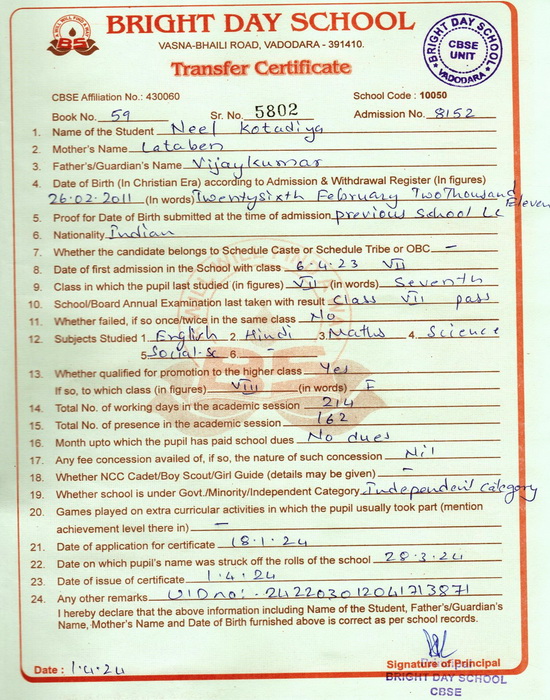 BRIGHT DAY SCHOOL
VASNA-BHAILI ROAD, VADODARA - 391410.
Transfer Certificate
BRIGHT DAY SCHOOL
CBSE
UNIT
VADODARA
CBSE Affiliation No.: 430060 School Code : 10050
Book No. 59 Sr. No. 5802 Admission No. 8152
1. Name of the Student Neel Kotadiya
2. Mother's Name Lataben
3. Father's/Guardian's Name Vijaykumar
4. Date of Birth (In Christian Era) according to Admission & Withdrawal Register (In figures)
26.02.2011 (In words) Twentysixth February Two Thousand Eleven
5. Proof for Date of Birth submitted at the time of admission previous School LC
6. Nationality Indian
7. Whether the candidate belongs to Schedule Caste or Schedule Tribe or OBC -
8. Date of first admission in the School with class 6.4.23 VII
9. Class in which the pupil last studied (in figures) VII (in words) Seventh
10. School/Board Annual Examination last taken with result Class VII pass
11. Whether failed, if so once/twice in the same class No
12. Subjects Studied 1. English 2. Hindi 3 Maths 4. Science
5 Social-Sc 6. -
13. Whether qualified for promotion to the higher class Yes
If so, to which class (in figures) VIII (in words) F
14. Total No. of working days in the academic session 214
15. Total No. of presence in the academic session 162
16. Month upto which the pupil has paid school dues No dues
17. Any fee concession availed of, if so, the nature of such concession Nil
18. Whether NCC Cadet/Boy Scout/Girl Guide (details may be given) -
19. Whether school is under Govt./Minority/Independent Category Independent Category
20. Games played on extra curricular activities in which the pupil usually took part (mention
achievement level there in) -
21. Date of application for certificate 18.1.24
22. Date on which pupil's name was struck off the rolls of the school 28.3.24
23. Date of issue of certificate 1.4.24
24. Any other remarks UID no:- 242203012041713871
I hereby declare that the above information including Name of the Student, Father's/Guardian's
Name, Mother's Name and Date of Birth furnished above is correct as per school records.
Date : 1.4.24 Signature of Principal
BRIGHT DAY SCHOOL
CBSE